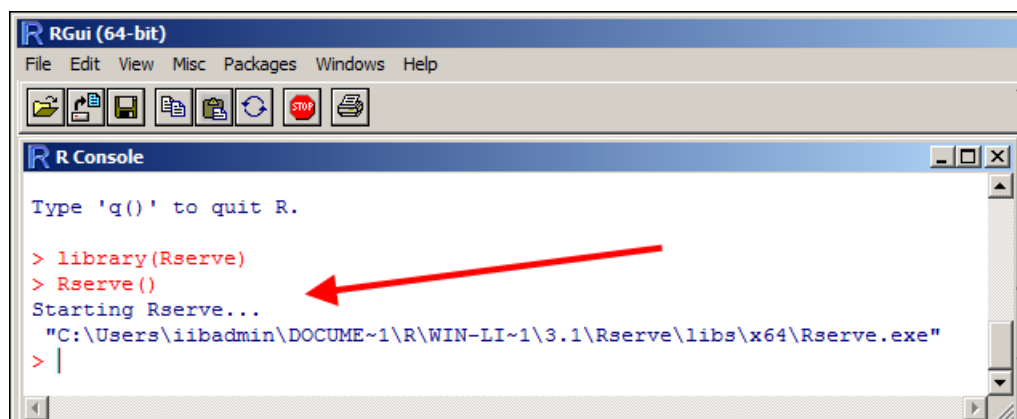 RGui (64-bit)
File Edit View Misc Packages Windows Help
STOP
R Console
Type 'q()' to quit R.
> library(Rserve)
> Rserve()
Starting Rserve...
"C:\Users\iibadmin\DOCUME~1\R\WIN-LI~1\3.1\Rserve\libs\x64\Rserve.exe"
>